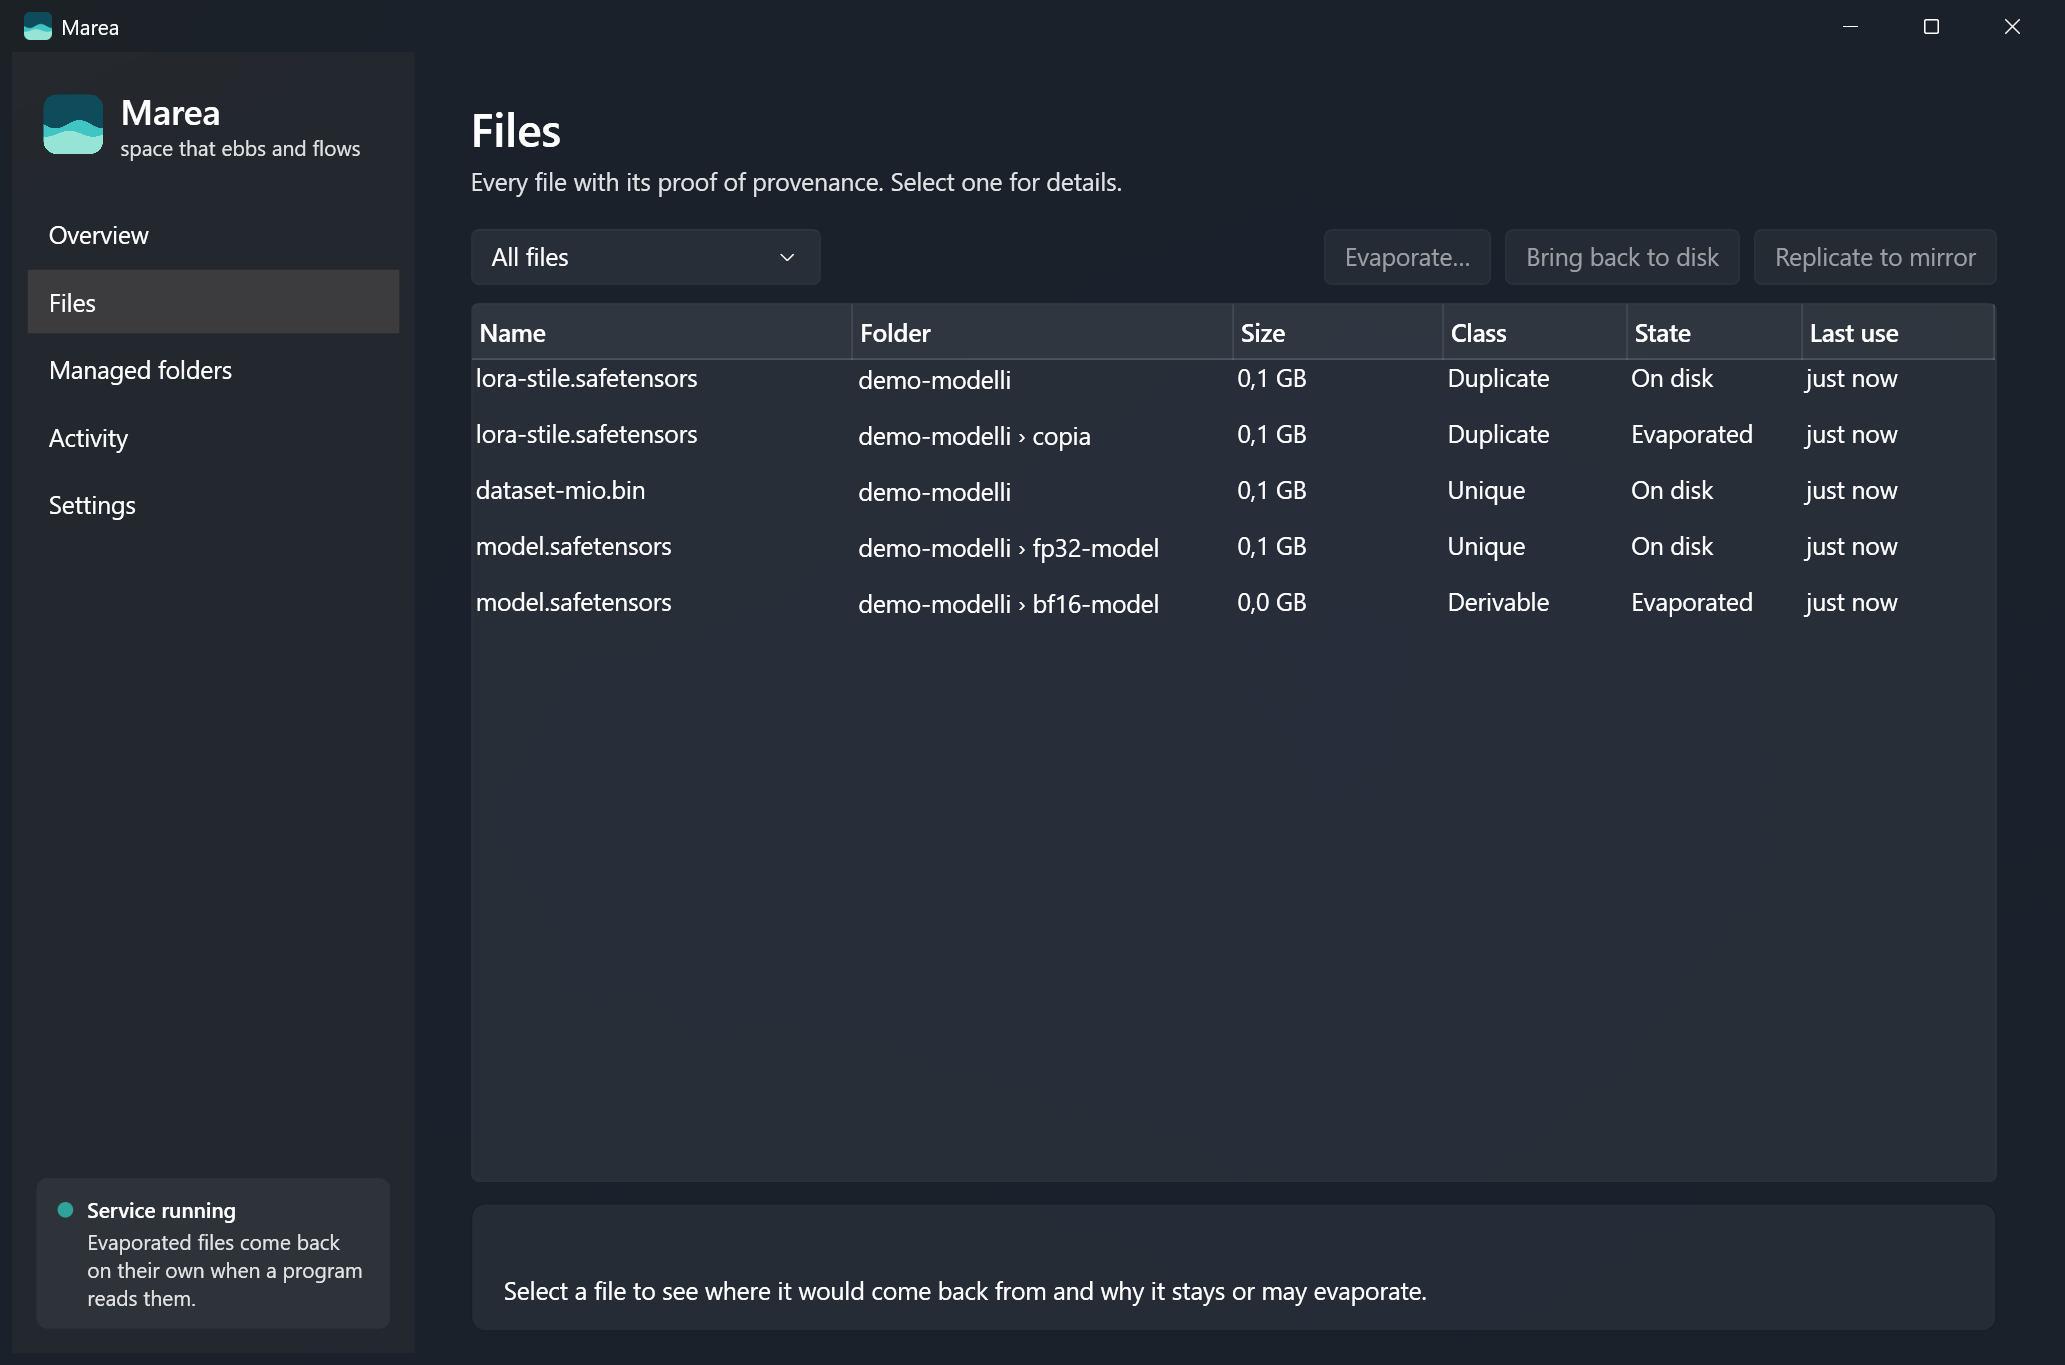 Marea
Marea
space that ebbs and flows
Overview
Files
Managed folders
Activity
Settings
Service running
Evaporated files come back
on their own when a program
reads them.
Files
Every file with its proof of provenance. Select one for details.
All files
Evaporate...
Bring back to disk
Replicate to mirror
Name Folder Size Class State Last use
lora-stile.safetensors demo-modelli 0,1 GB Duplicate On disk just now
lora-stile.safetensors demo-modelli › copia 0,1 GB Duplicate Evaporated just now
dataset-mio.bin demo-modelli 0,1 GB Unique On disk just now
model.safetensors demo-modelli › fp32-model 0,1 GB Unique On disk just now
model.safetensors demo-modelli › bf16-model 0,0 GB Derivable Evaporated just now
Select a file to see where it would come back from and why it stays or may evaporate.